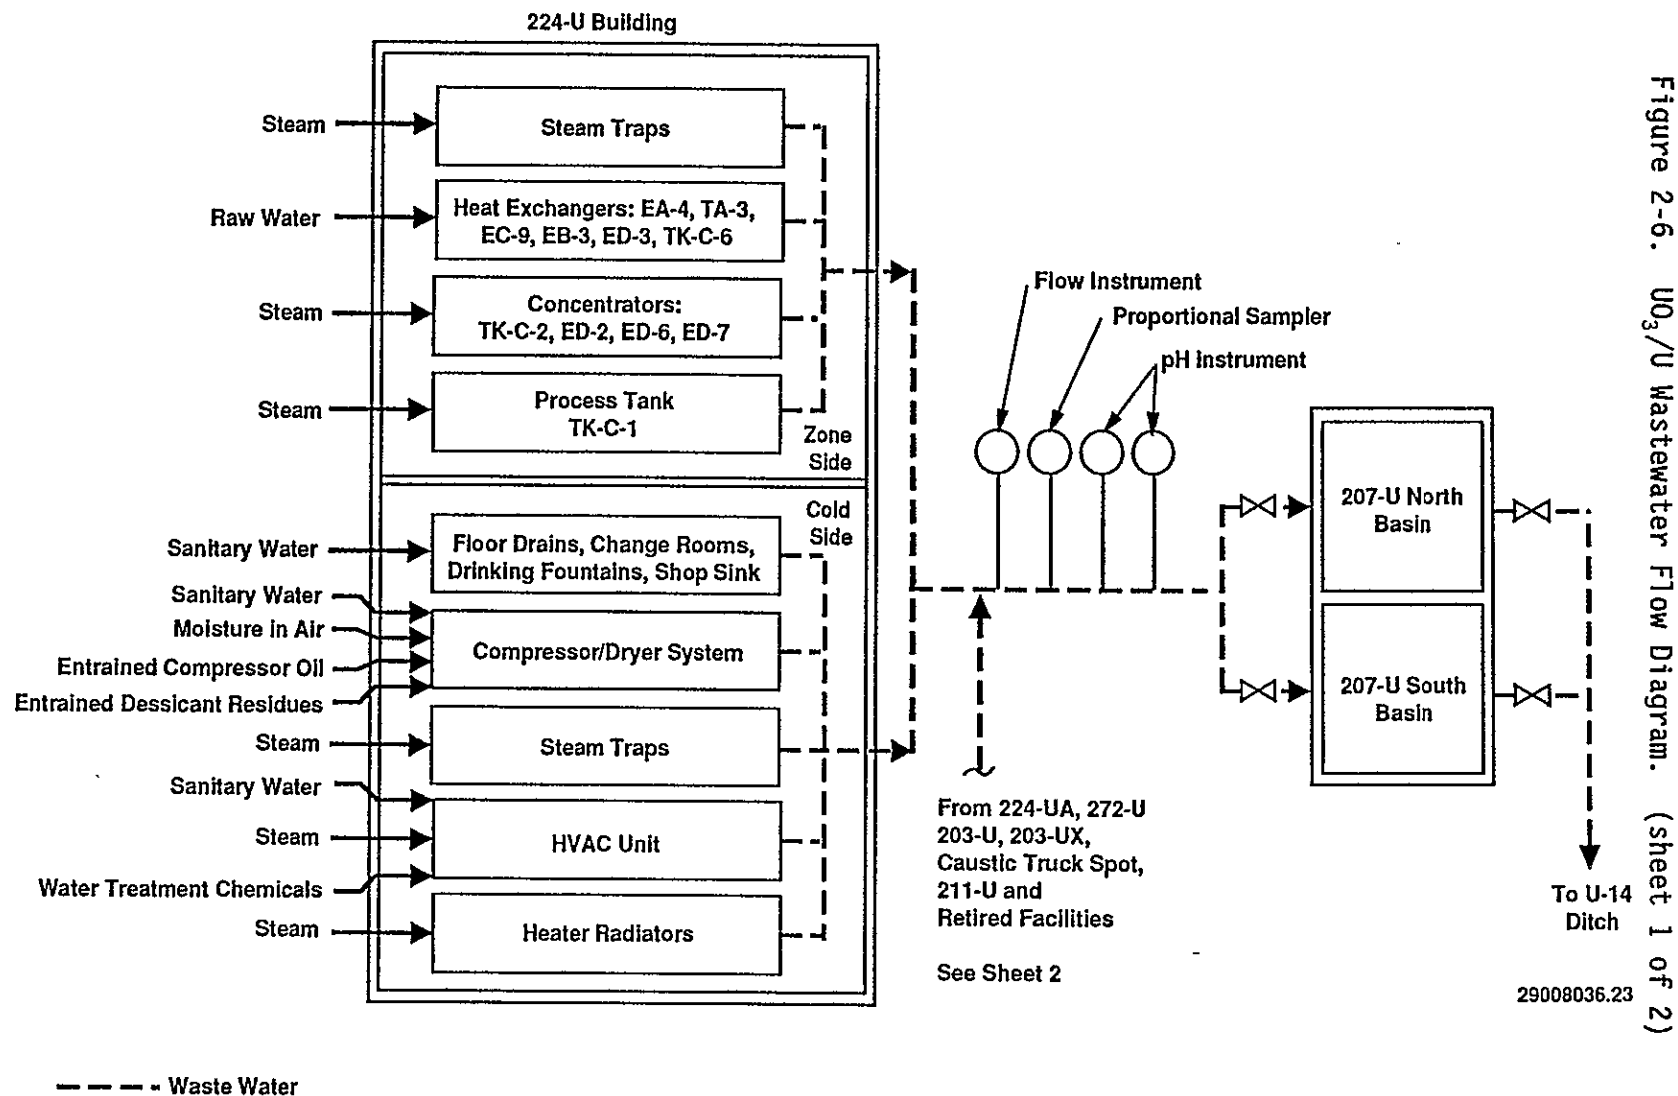 224-U Building
Steam
Steam Traps
Raw Water
Heat Exchangers: EA-4, TA-3,
EC-9, EB-3, ED-3, TK-C-6
Steam
Concentrators:
TK-C-2, ED-2, ED-6, ED-7
Steam
Process Tank
TK-C-1
Zone
Side
Cold
Side
Sanitary Water
Floor Drains, Change Rooms,
Drinking Fountains, Shop Sink
Sanitary Water
Moisture in Air
Entrained Compressor Oil
Entrained Dessicant Residues
Compressor/Dryer System
Steam
Steam Traps
Sanitary Water
Steam
Water Treatment Chemicals
HVAC Unit
Steam
Heater Radiators
Flow Instrument
Proportional Sampler
pH Instrument
From 224-UA, 272-U
203-U, 203-UX,
Caustic Truck Spot,
211-U and
Retired Facilities
See Sheet 2
207-U North
Basin
207-U South
Basin
To U-14
Ditch
29008036.23
Waste Water
Figure 2-6. UO₃/U Wastewater Flow Diagram. (sheet 1 of 2)